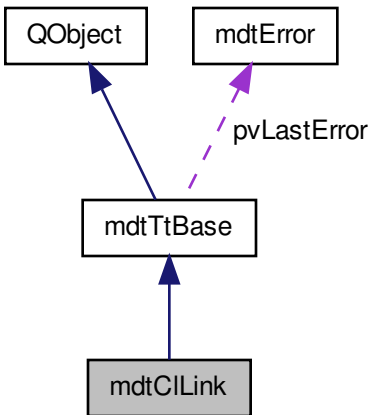 QObject
mdtError
pvLastError
mdtTtBase
mdtClLink